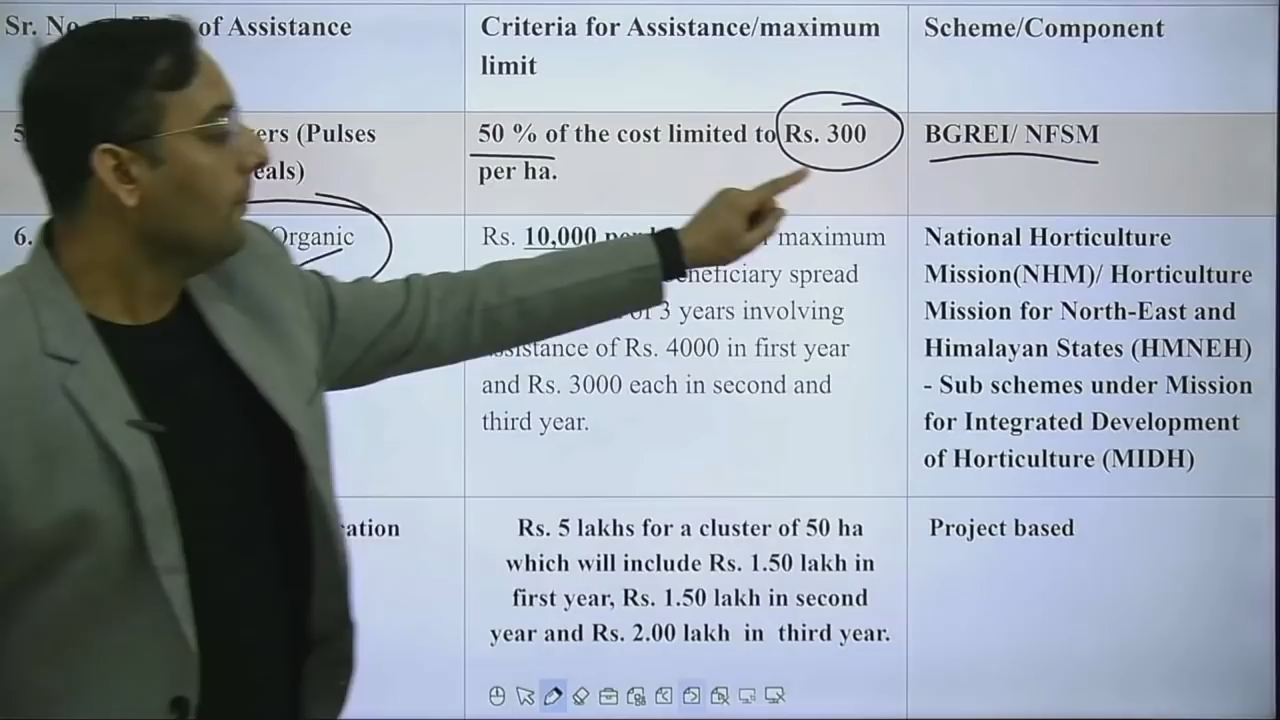 Sr. No
of Assistance
Criteria for Assistance/maximum
limit
Scheme/Component
5
(Pulses
50 % of the cost limited to Rs. 300
per ha.
BGREI/ NFSM
6.
Organic
Rs. 10,000 maximum
spread
3 years involving
of Rs. 4000 in first year
and Rs. 3000 each in second and
third year.
National Horticulture
Mission(NHM)/ Horticulture
Mission for North-East and
Himalayan States (HMNEH)
- Sub schemes under Mission
for Integrated Development
of Horticulture (MIDH)
Rs. 5 lakhs for a cluster of 50 ha
which will include Rs. 1.50 lakh in
first year, Rs. 1.50 lakh in second
year and Rs. 2.00 lakh in third year.
Project based